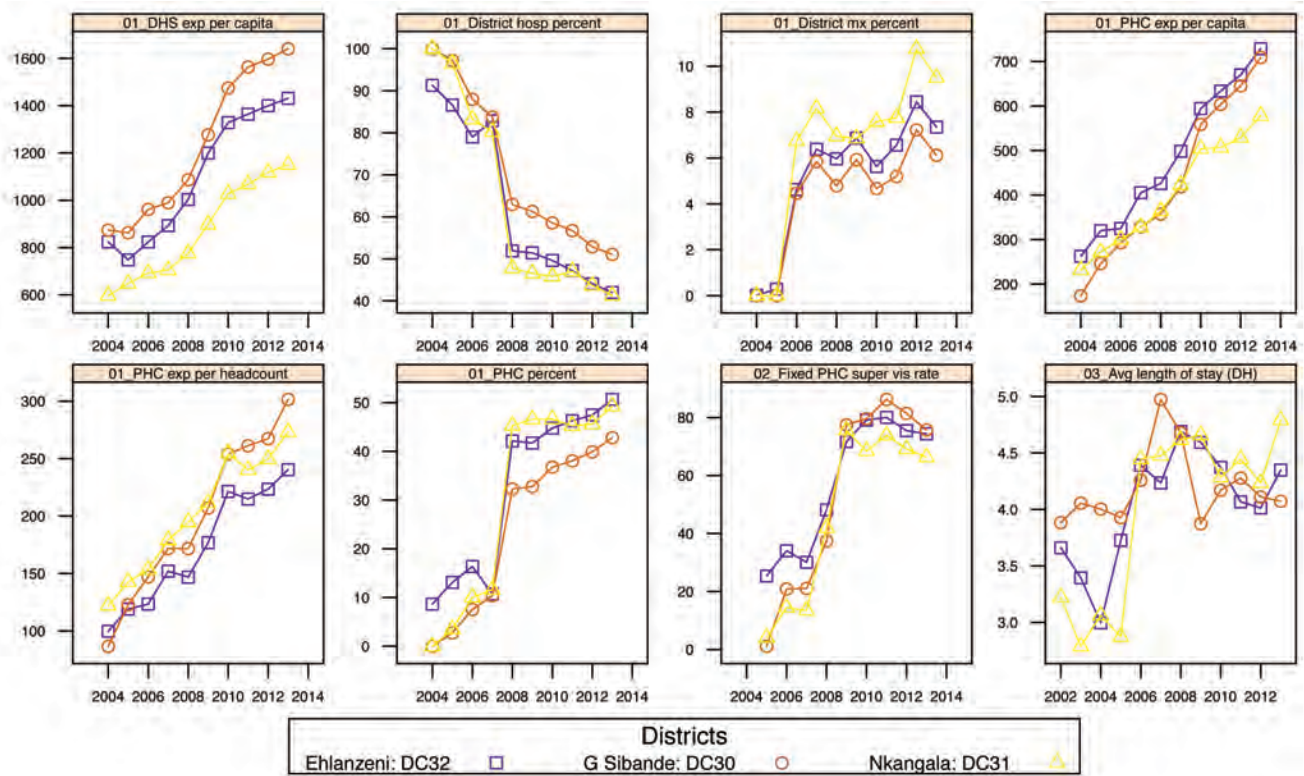 01_DHS exp per capita
1600
1400
1200
1000
800
600
2004 2006 2008 2010 2012 2014
01_District hosp percent
100
90
80
70
60
50
40
2004 2006 2008 2010 2012 2014
01_District mx percent
10
8
6
4
2
0
2004 2006 2008 2010 2012 2014
01_PHC exp per capita
700
600
500
400
300
200
2004 2006 2008 2010 2012 2014
01_PHC exp per headcount
300
250
200
150
100
2004 2006 2008 2010 2012 2014
01_PHC percent
50
40
30
20
10
0
2004 2006 2008 2010 2012 2014
02_Fixed PHC super vis rate
80
60
40
20
0
2004 2006 2008 2010 2012 2014
03_Avg length of stay (DH)
5.0
4.5
4.0
3.5
3.0
2002 2004 2006 2008 2010 2012
Districts
Ehlanzeni: DC32 G Sibande: DC30 Nkangala: DC31